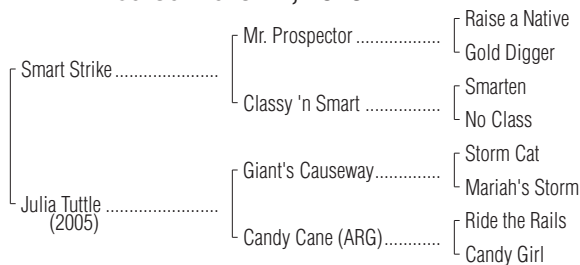 Raise a Native
Mr. Prospector ..................
Gold Digger
Smart Strike ......................
Smarten
Classy 'n Smart ................
No Class
Storm Cat
Giant's Causeway................
Mariah's Storm
Julia Tuttle ........................
(2005)
Ride the Rails
Candy Cane (ARG).............
Candy Girl